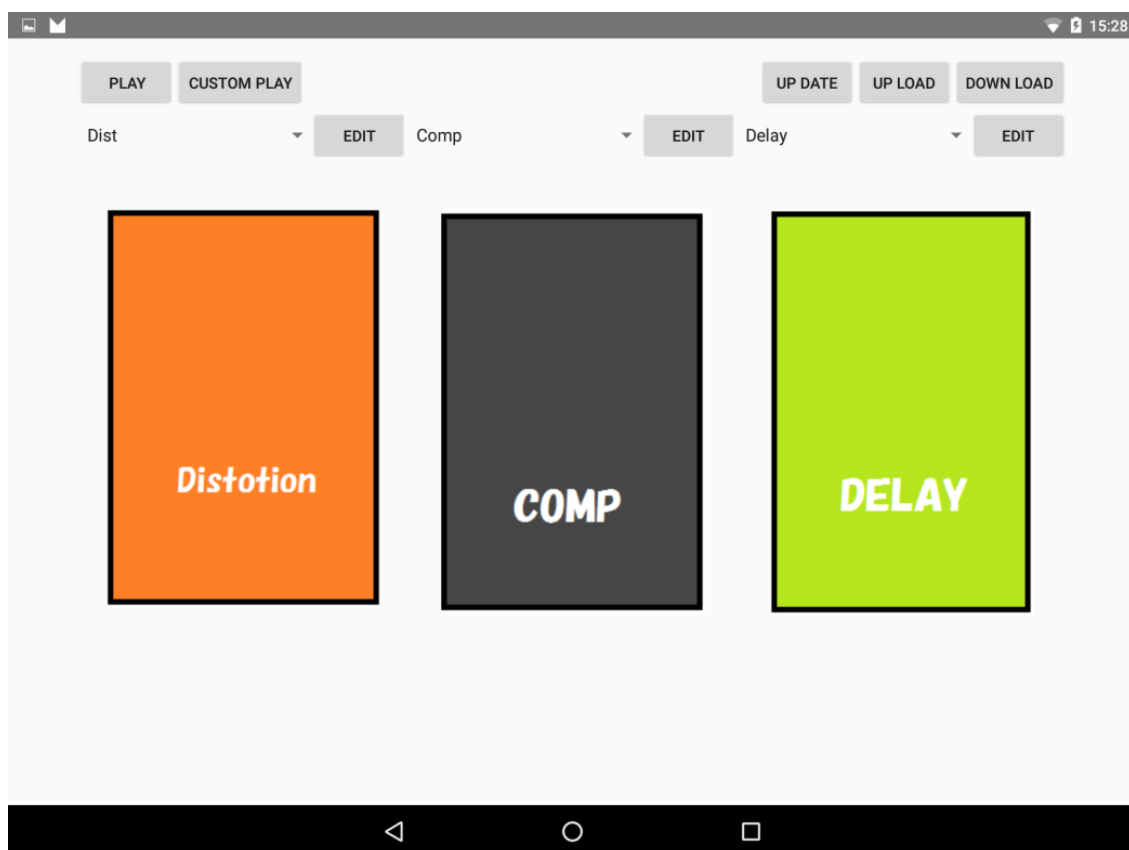 15:28
PLAY CUSTOM PLAY UP DATE UP LOAD DOWN LOAD
Dist EDIT Comp EDIT Delay EDIT
Distotion
COMP
DELAY